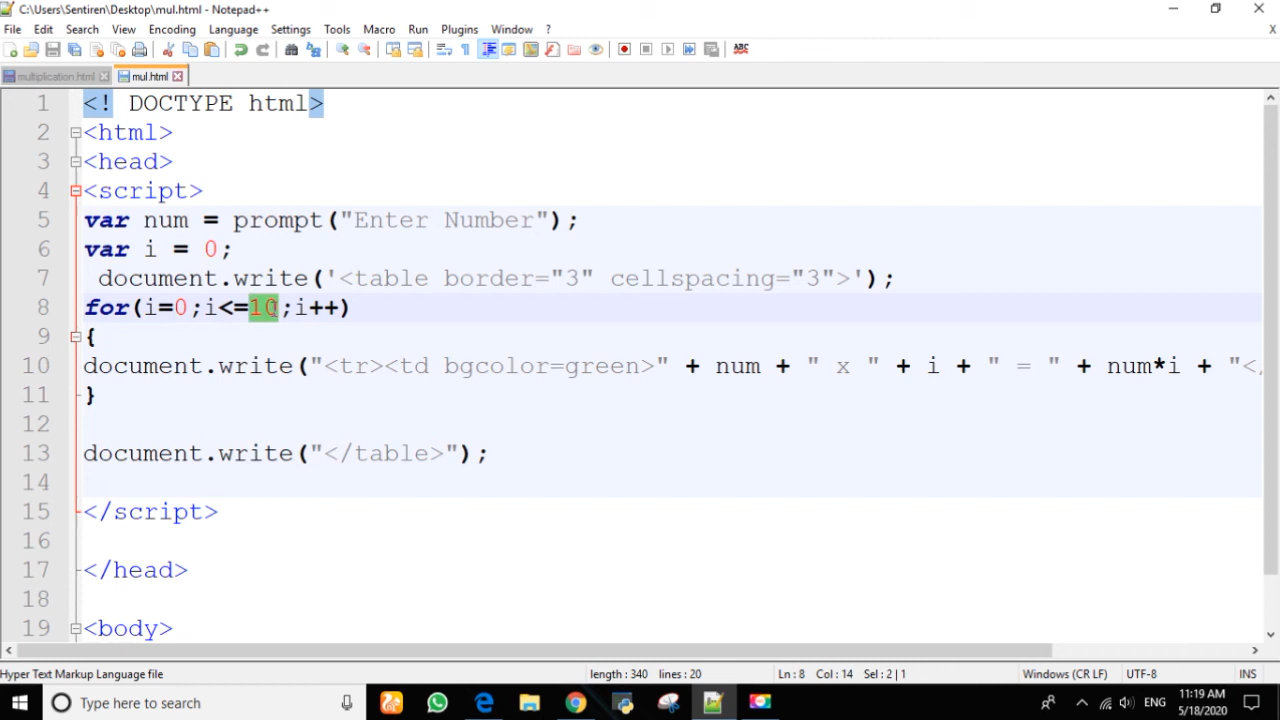 C:\Users\Sentiren\Desktop\mul.html - Notepad++
File Edit Search View Encoding Language Settings Tools Macro Run Plugins Window ? X
ABC
multiplication.html mul.html
1 <! DOCTYPE html>
2 <html>
3 <head>
4 <script>
5 var num = prompt("Enter Number");
6 var i = 0;
7 document.write('<table border="3" cellspacing="3">');
8 for(i=0;i<=10;i++)
9 {
10 document.write("<tr><td bgcolor=green>" + num + " x " + i + " = " + num*i + "</
11 }
12
13 document.write("</table>");
14
15 </script>
16
17 </head>
18
19 <body>
Hyper Text Markup Language file length : 340 lines : 20 Ln : 8 Col : 14 Sel : 2 | 1 Windows (CR LF) UTF-8 INS
Type here to search ENG 11:19 AM
5/18/2020